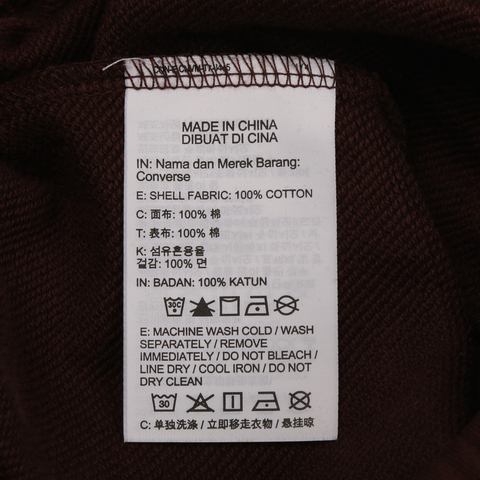 MADE IN CHINA
DIBUAT DI CINA
IN: Nama dan Merek Barang:
Converse
E: SHELL FABRIC: 100% COTTON
C: 面布: 100% 棉
T: 表布: 100% 棉
K: 섬유혼용율
겉감: 100% 면
IN: BADAN: 100% KATUN
30C
E: MACHINE WASH COLD / WASH
SEPARATELY / REMOVE
IMMEDIATELY / DO NOT BLEACH /
LINE DRY / COOL IRON / DO NOT
DRY CLEAN
30
C: 单独洗涤 / 立即移走衣物 / 悬挂晾